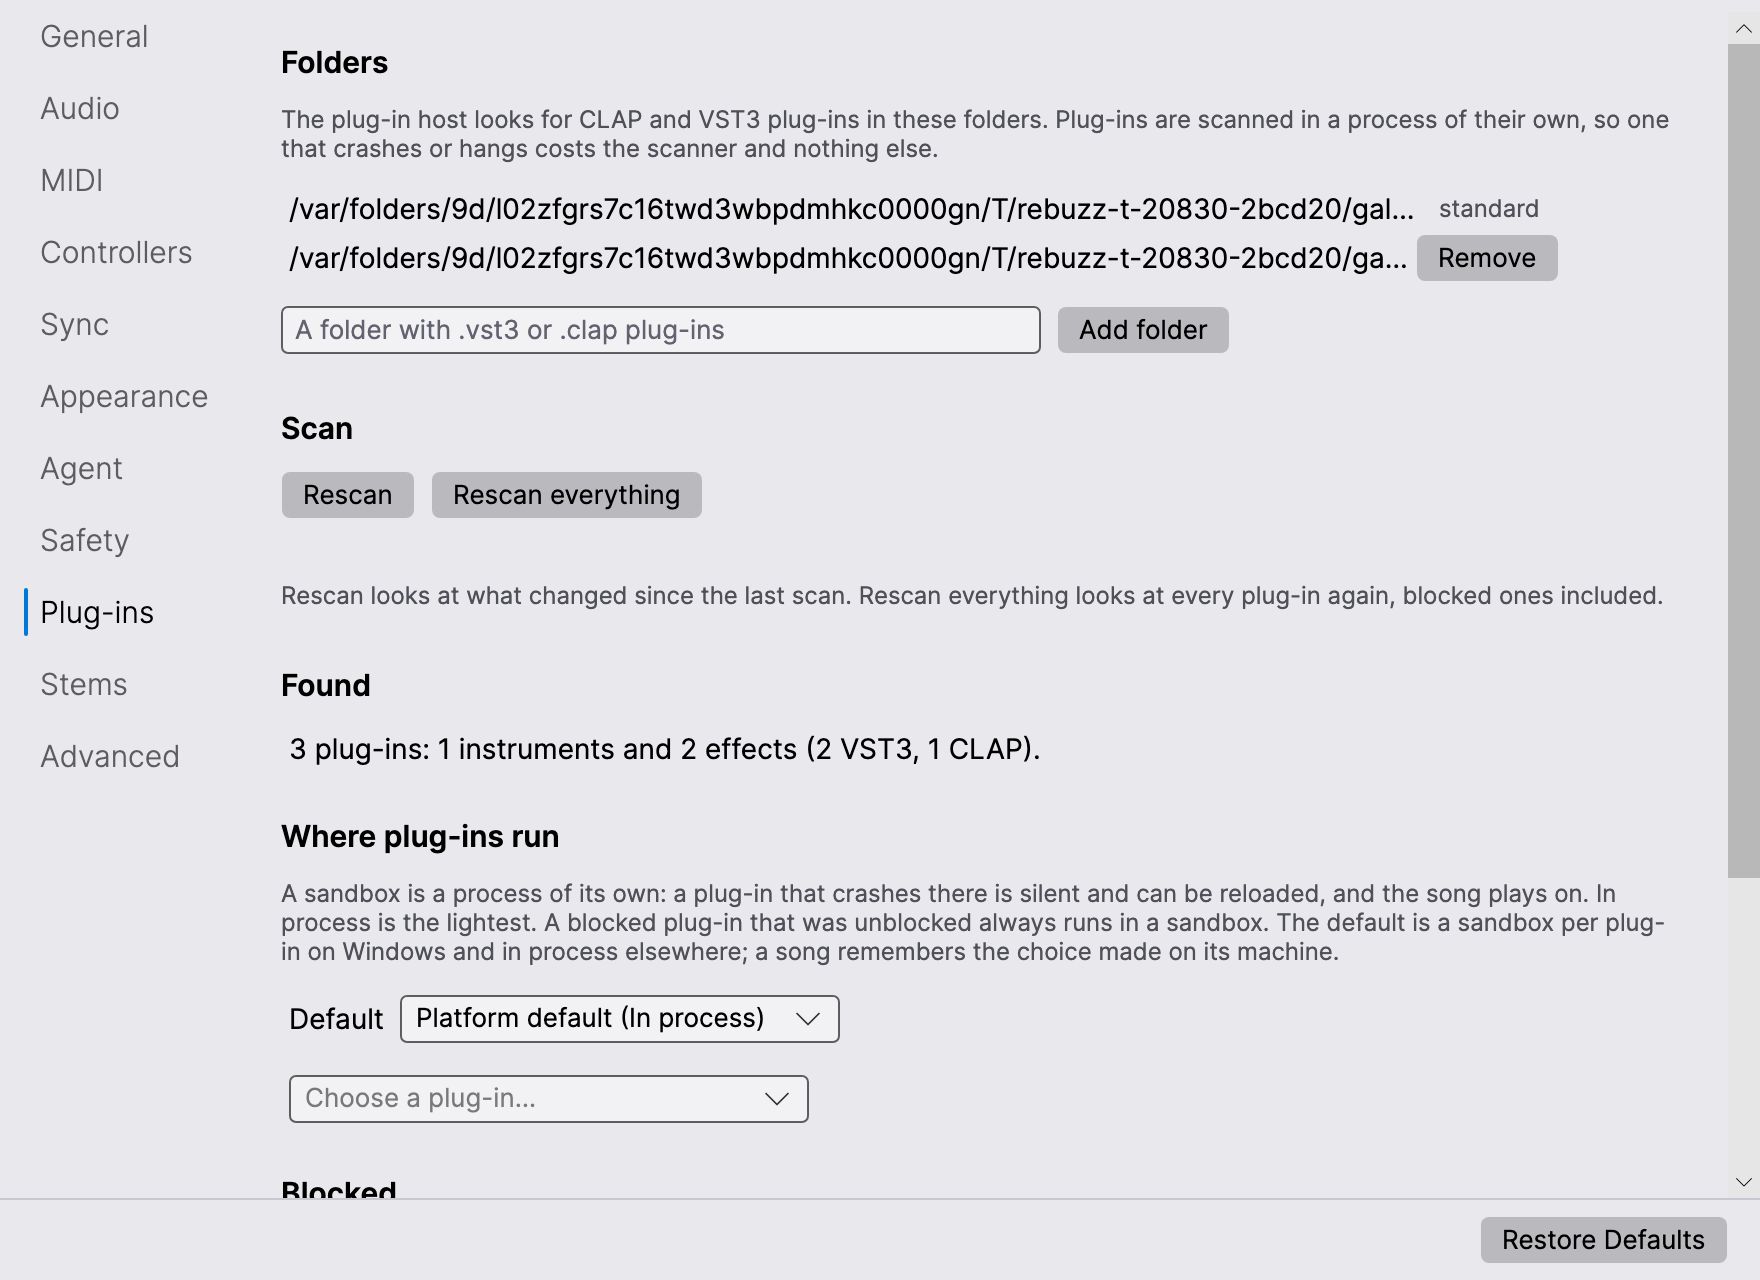 General
Audio
MIDI
Controllers
Sync
Appearance
Agent
Safety
Plug-ins
Stems
Advanced
Folders
The plug-in host looks for CLAP and VST3 plug-ins in these folders. Plug-ins are scanned in a process of their own, so one
that crashes or hangs costs the scanner and nothing else.
/var/folders/9d/l02zfgrs7c16twd3wbpdmhkc0000gn/T/rebuzz-t-20830-2bcd20/gal... standard
/var/folders/9d/l02zfgrs7c16twd3wbpdmhkc0000gn/T/rebuzz-t-20830-2bcd20/ga... Remove
A folder with .vst3 or .clap plug-ins Add folder
Scan
Rescan Rescan everything
Rescan looks at what changed since the last scan. Rescan everything looks at every plug-in again, blocked ones included.
Found
3 plug-ins: 1 instruments and 2 effects (2 VST3, 1 CLAP).
Where plug-ins run
A sandbox is a process of its own: a plug-in that crashes there is silent and can be reloaded, and the song plays on. In
process is the lightest. A blocked plug-in that was unblocked always runs in a sandbox. The default is a sandbox per plug-
in on Windows and in process elsewhere; a song remembers the choice made on its machine.
Default Platform default (In process)
Choose a plug-in...
Blocked
Restore Defaults